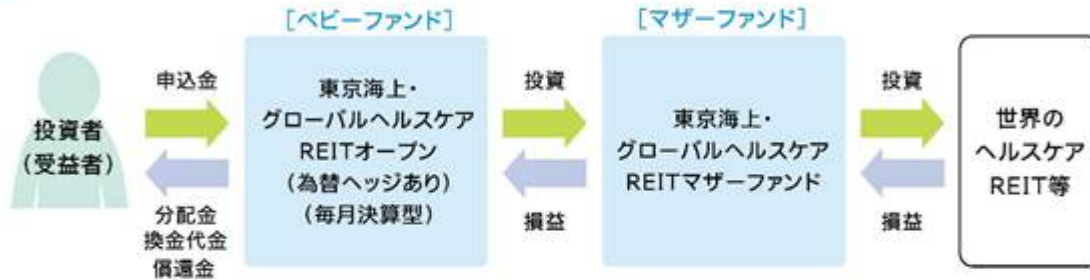 [ベビーファンド]
[マザーファンド]
投資者
(受益者)
申込金
分配金
換金代金
償還金
東京海上・
グローバルヘルスケア
REITオープン
(為替ヘッジあり)
(毎月決算型)
投資
損益
東京海上・
グローバルヘルスケア
REITマザーファンド
投資
損益
世界の
ヘルスケア
REIT等